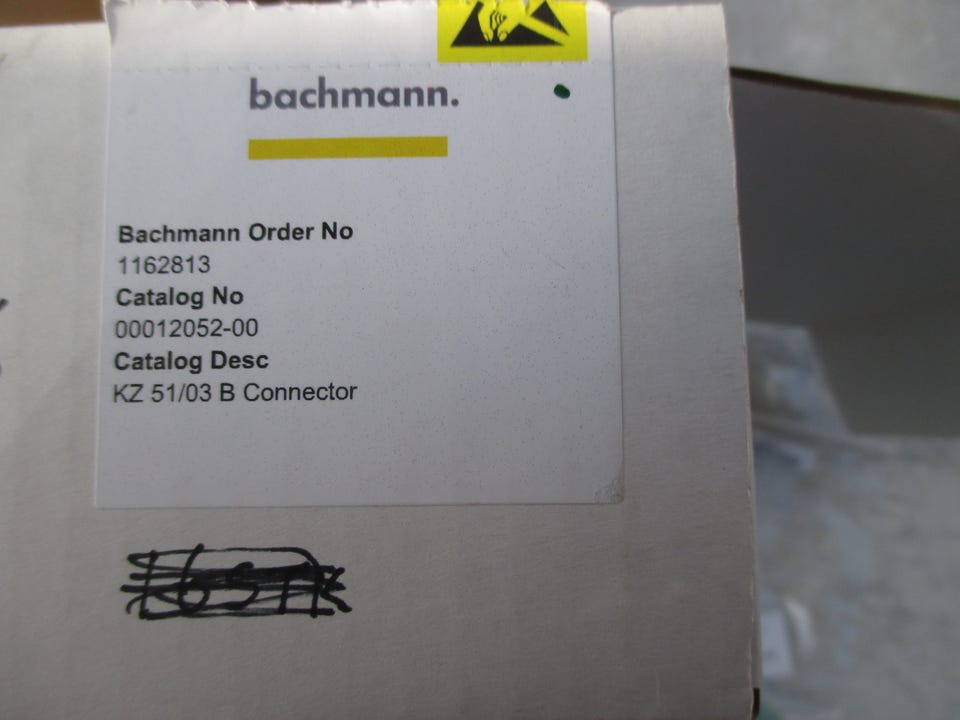 bachmann.
Bachmann Order No
1162813
Catalog No
00012052-00
Catalog Desc
KZ 51/03 B Connector